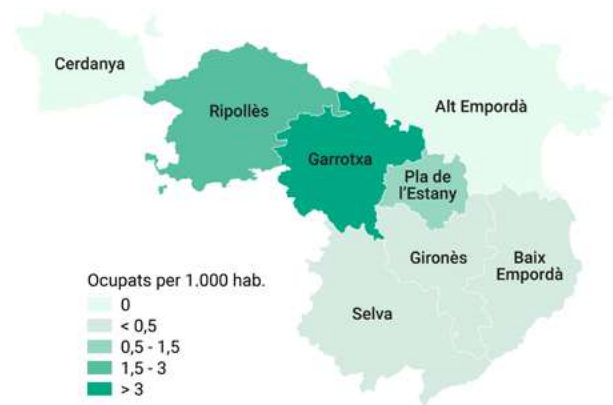 Cerdanya
Ripollès
Alt Empordà
Garrotxa
Pla de
l'Estany
Gironès
Baix
Empordà
Selva
Ocupats per 1.000 hab.
0
< 0,5
0,5 - 1,5
1,5 - 3
> 3